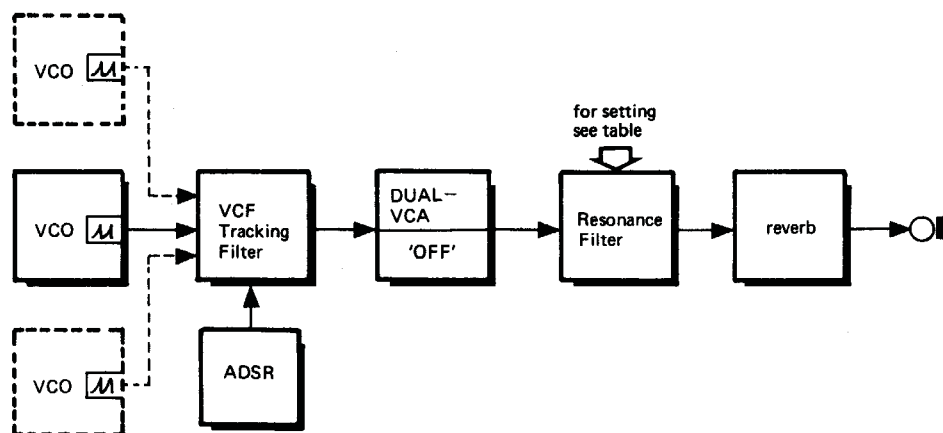 VCO
for setting
see table
VCO
VCF
Tracking
Filter
DUAL—
VCA
'OFF'
Resonance
Filter
reverb
VCO
ADSR